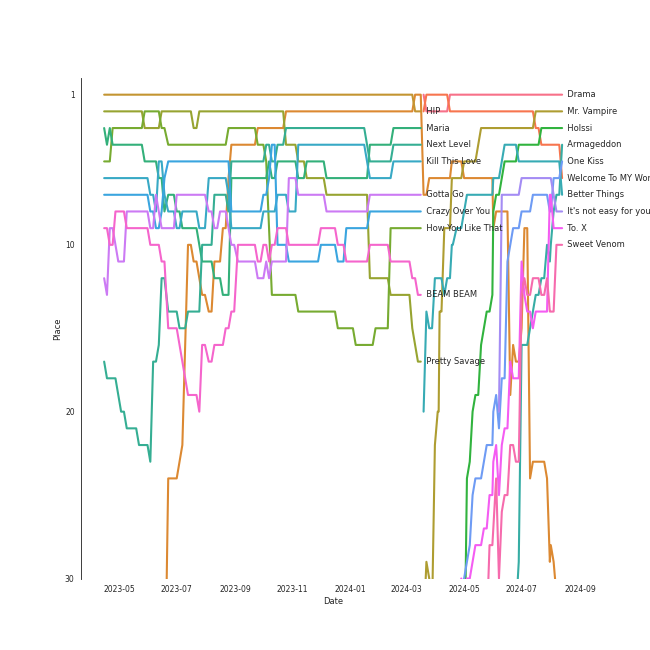 1
10
20
30
Place
Drama
HIP
Mr. Vampire
Maria
Holssi
Next Level
Armageddon
Kill This Love
One Kiss
Welcome To MY Wor
Gotta Go
Better Things
Crazy Over You
It's not easy for you
How You Like That
To. X
Sweet Venom
BEAM BEAM
Pretty Savage
2023-05
2023-07
2023-09
2023-11
2024-01
2024-03
2024-05
2024-07
2024-09
Date